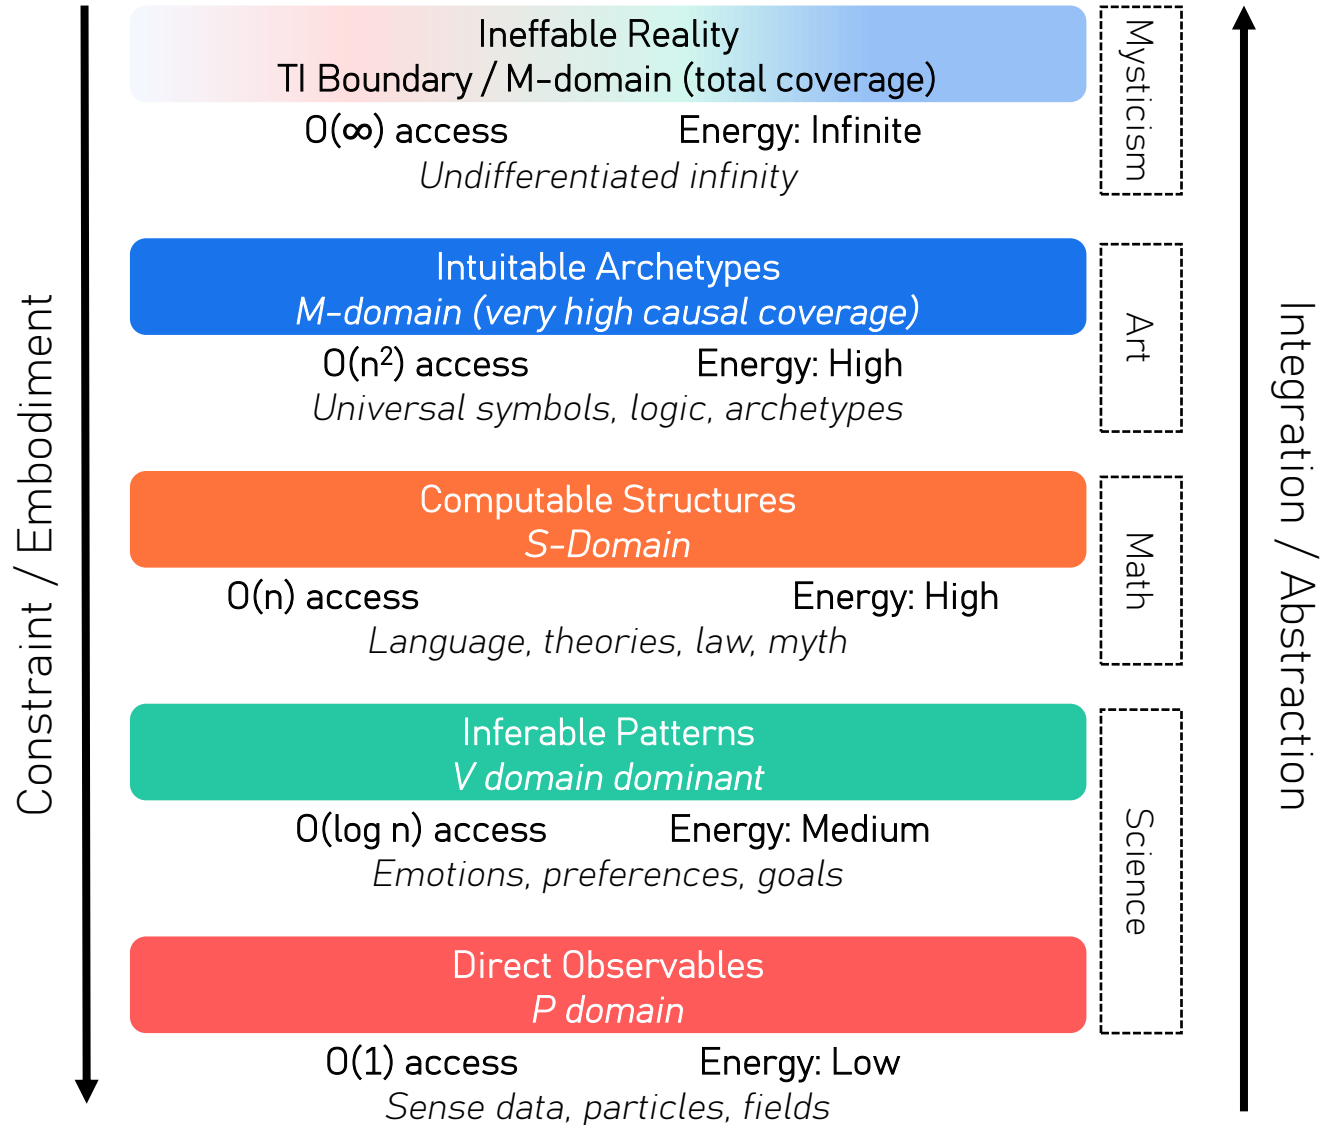 Ineffable Reality
TI Boundary / M-domain (total coverage)
O(∞) access Energy: Infinite
Undifferentiated infinity
Mysticism
Intuitable Archetypes
M-domain (very high causal coverage)
O(n²) access Energy: High
Universal symbols, logic, archetypes
Art
Computable Structures
S-Domain
O(n) access Energy: High
Language, theories, law, myth
Math
Inferable Patterns
V domain dominant
O(log n) access Energy: Medium
Emotions, preferences, goals
Science
Direct Observables
P domain
O(1) access Energy: Low
Sense data, particles, fields
Constraint / Embodiment
Integration / Abstraction